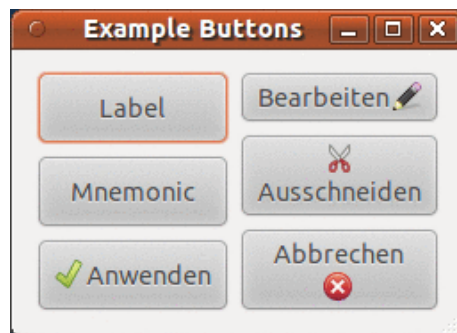 Example Buttons
Label
Bearbeiten
Mnemonic
Ausschneiden
Anwenden
Abbrechen